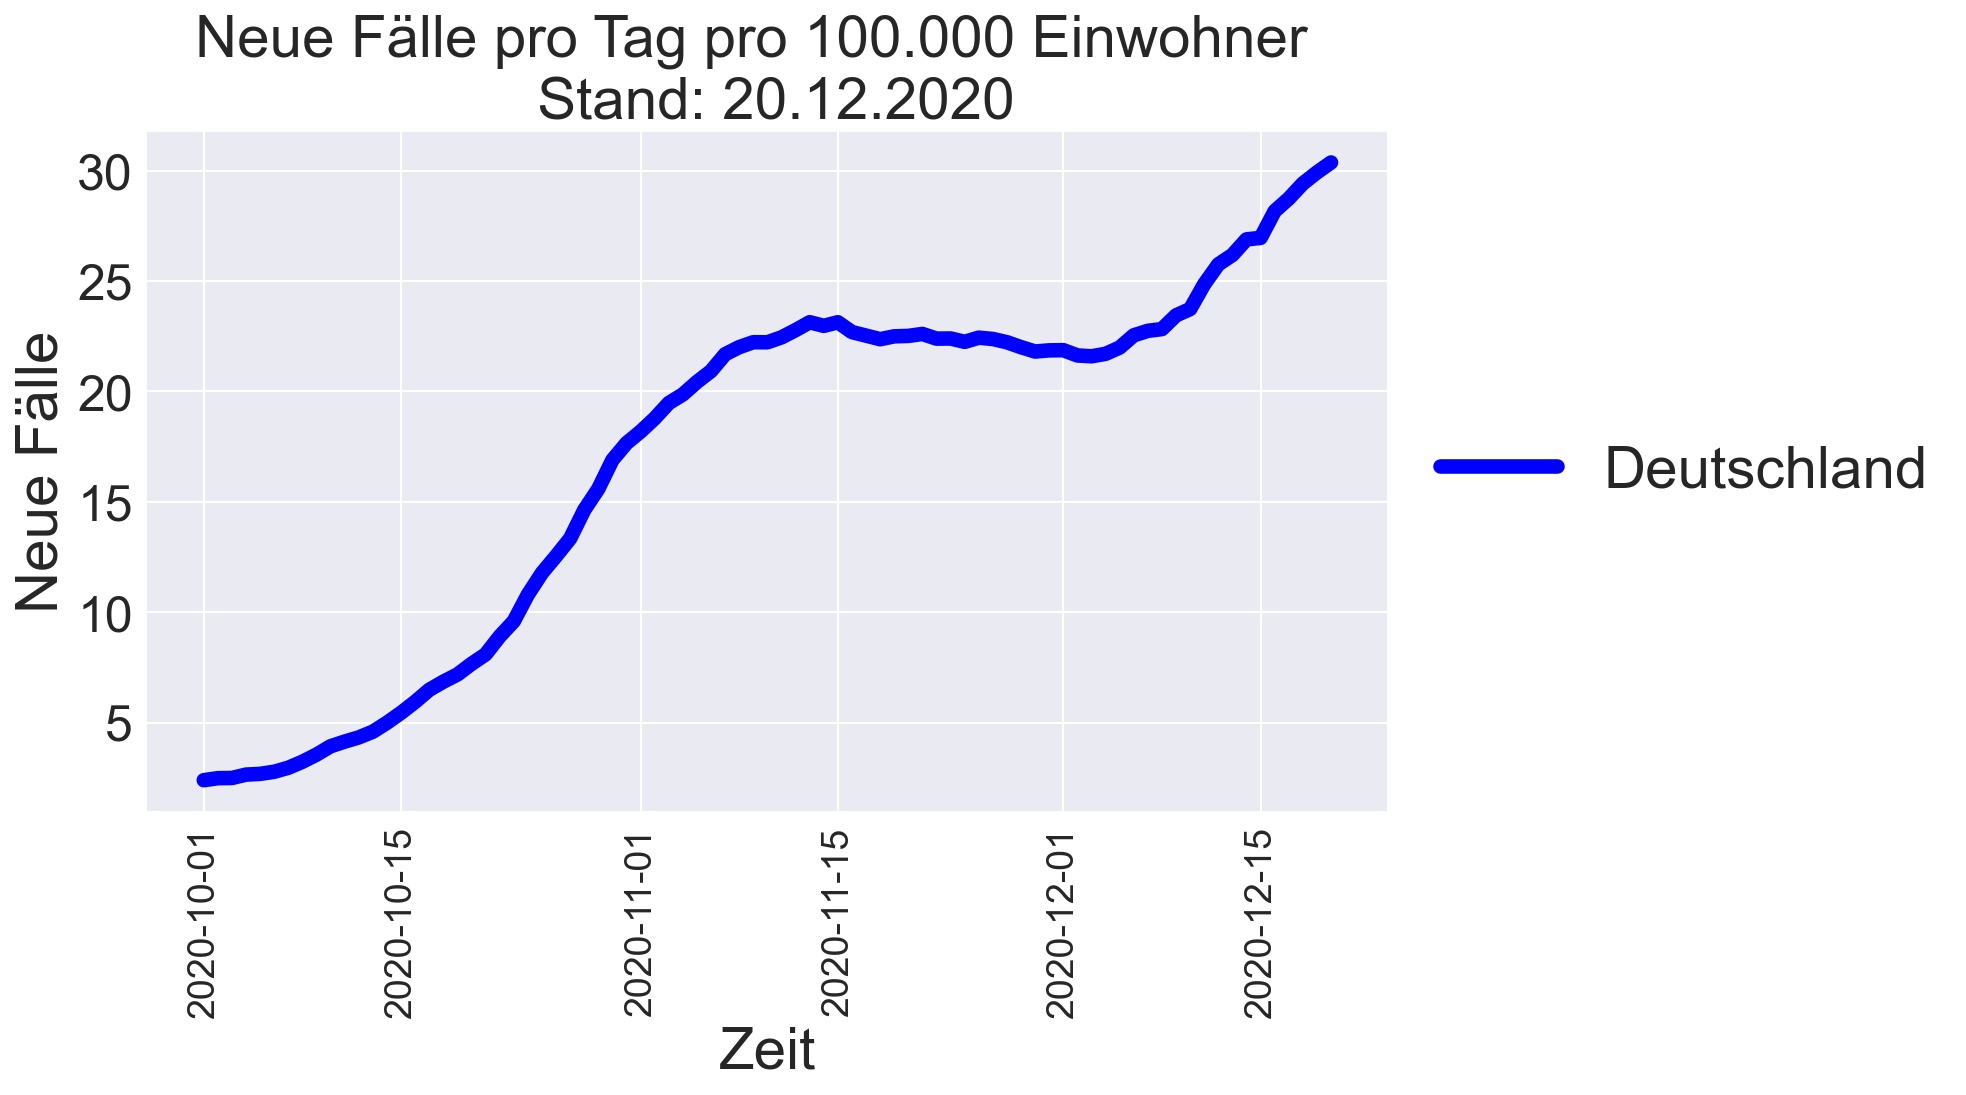 Neue Fälle pro Tag pro 100.000 Einwohner
Stand: 20.12.2020
Neue Fälle
30
25
20
15
10
5
2020-10-01
2020-10-15
2020-11-01
2020-11-15
2020-12-01
2020-12-15
Zeit
Deutschland